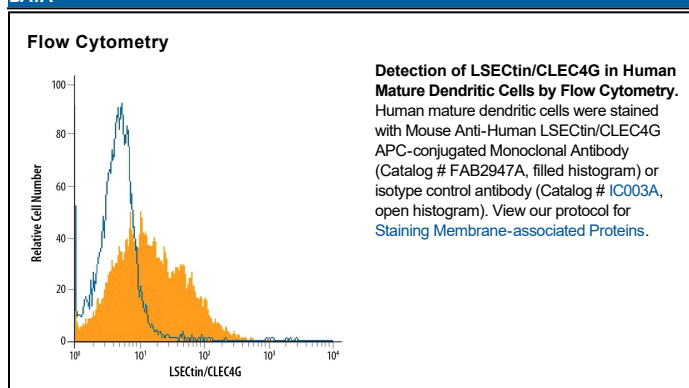 Flow Cytometry
Detection of LSECtin/CLEC4G in Human
Mature Dendritic Cells by Flow Cytometry.
Human mature dendritic cells were stained
with Mouse Anti-Human LSECtin/CLEC4G
APC-conjugated Monoclonal Antibody
(Catalog # FAB2947A, filled histogram) or
isotype control antibody (Catalog # IC003A,
open histogram). View our protocol for
Staining Membrane-associated Proteins.
Relative Cell Number
100
80
60
40
20
0
10⁰ 10¹ 10² 10³ 10⁴
LSECtin/CLEC4G